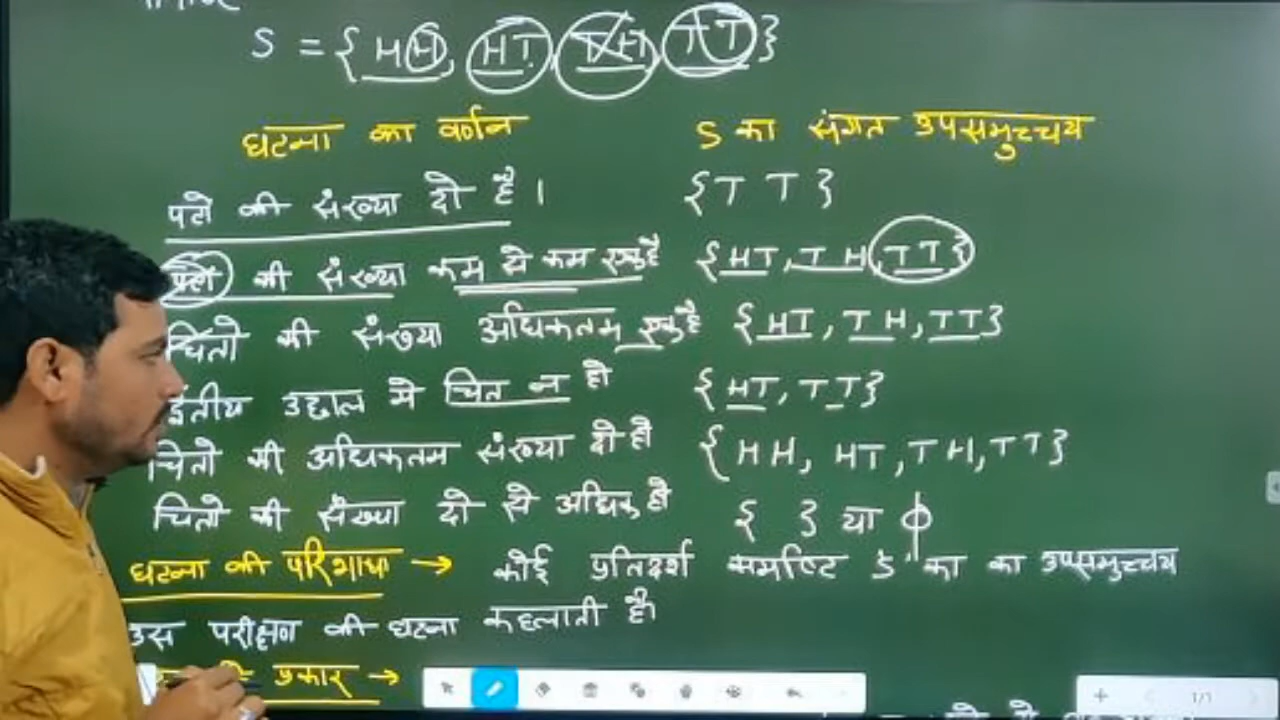 S = { HH, HT, TH, TT }
घटना का वर्णन S का संगत उपसमुच्चय
पटो की संख्या दो है। { T T }
पटो की संख्या कम से कम एक है { HT, T H, TT }
चितो की संख्या अधिकतम एक है { HT, T H, TT }
द्वितीय उछाल मे चित न हो { HT, TT }
चितो की अधिकतम संख्या दो हो { HH, HT, TH, TT }
चितो की संख्या दो से अधिक हो { } या ϕ
घटना की परिभाषा → कोई प्रतिदर्श समष्टि S का का उपसमुच्चय
उस परीक्षण की घटना कहलाती है।
प्रकार →
1/1